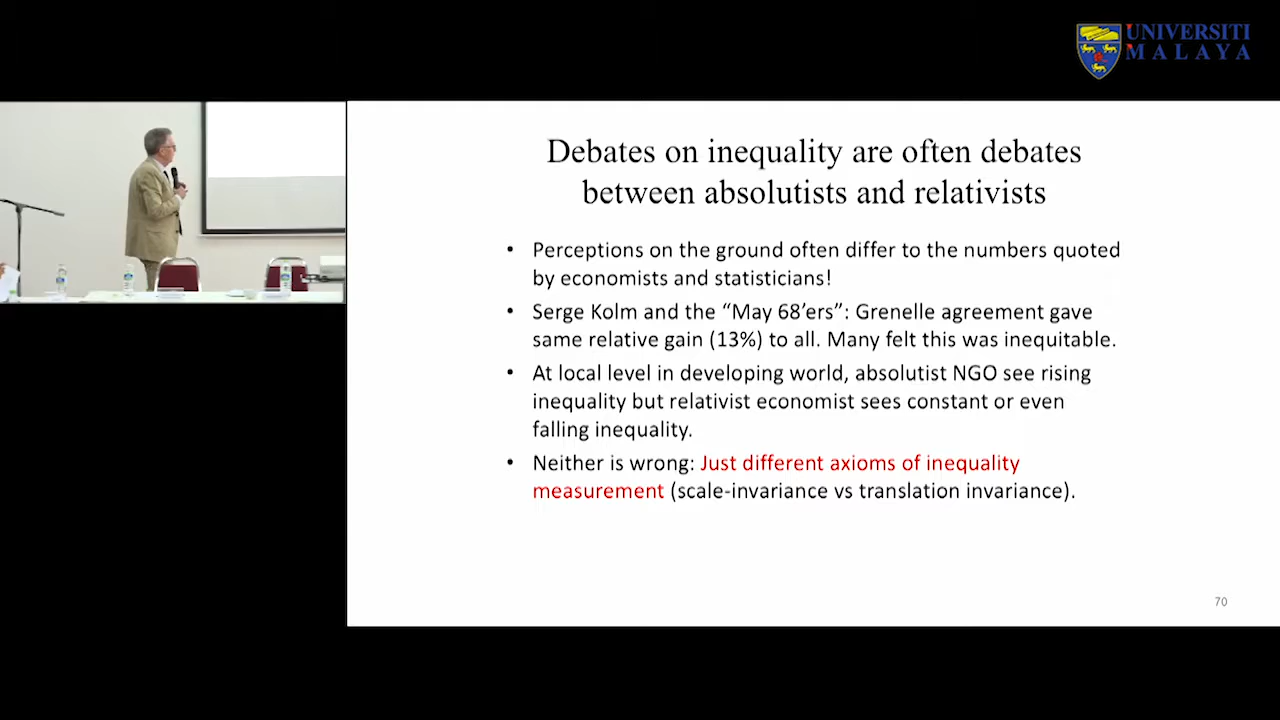 UNIVERSITI
MALAYA
Debates on inequality are often debates
between absolutists and relativists
• Perceptions on the ground often differ to the numbers quoted
by economists and statisticians!
• Serge Kolm and the “May 68’ers”: Grenelle agreement gave
same relative gain (13%) to all. Many felt this was inequitable.
• At local level in developing world, absolutist NGO see rising
inequality but relativist economist sees constant or even
falling inequality.
• Neither is wrong: Just different axioms of inequality
measurement (scale-invariance vs translation invariance).
70